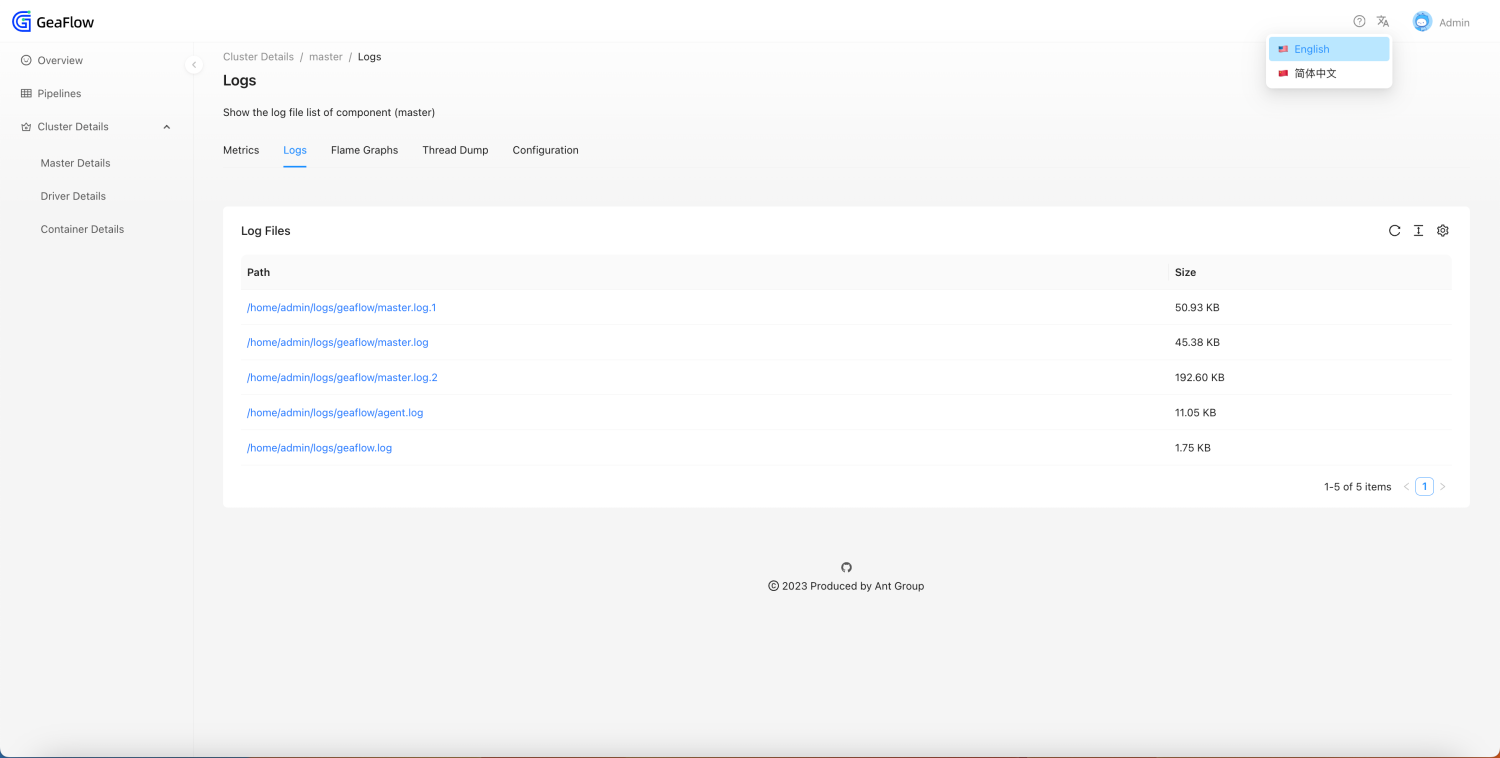 GeaFlow
Admin
English
简体中文
Overview
Pipelines
Cluster Details
Master Details
Driver Details
Container Details
Cluster Details / master / Logs
Logs
Show the log file list of component (master)
Metrics Logs Flame Graphs Thread Dump Configuration
Log Files
Path Size
/home/admin/logs/geaflow/master.log.1 50.93 KB
/home/admin/logs/geaflow/master.log 45.38 KB
/home/admin/logs/geaflow/master.log.2 192.60 KB
/home/admin/logs/geaflow/agent.log 11.05 KB
/home/admin/logs/geaflow.log 1.75 KB
1-5 of 5 items < 1 >
© 2023 Produced by Ant Group